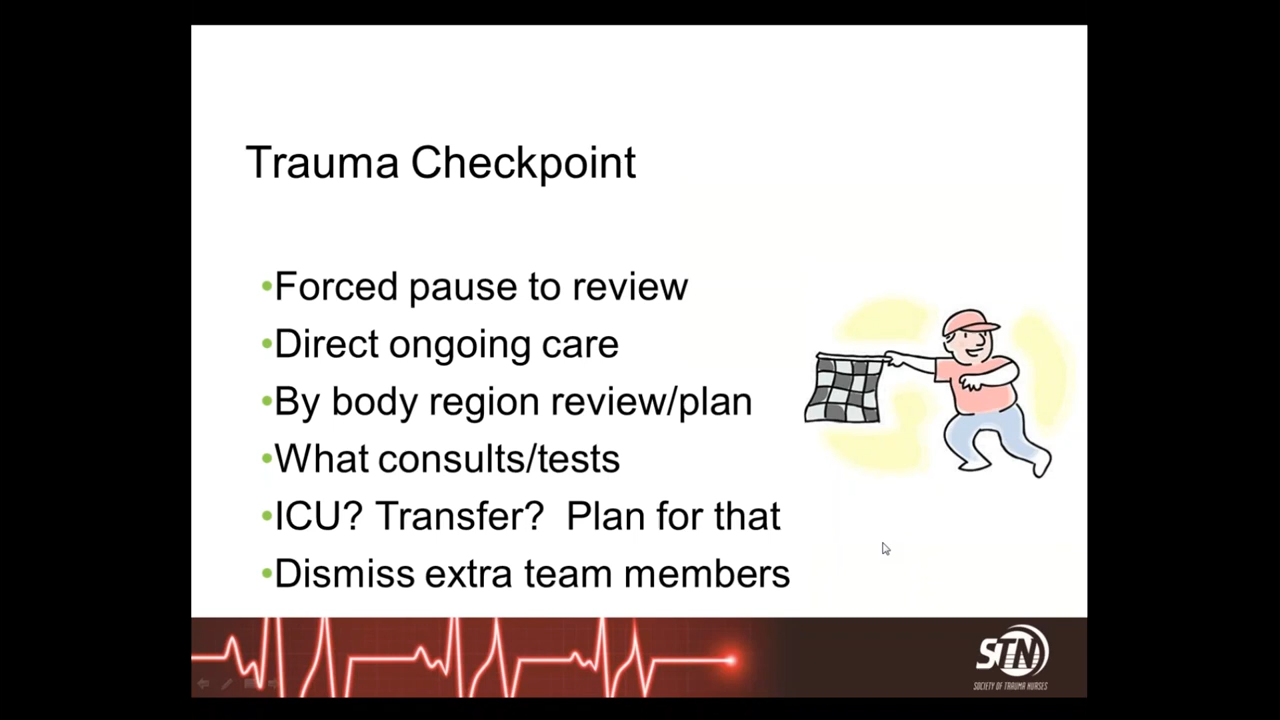 Trauma Checkpoint
•Forced pause to review
•Direct ongoing care
•By body region review/plan
•What consults/tests
•ICU? Transfer?  Plan for that
•Dismiss extra team members
STN
SOCIETY OF TRAUMA NURSES